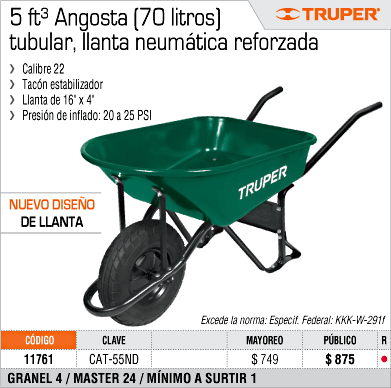 5 ft³ Angosta (70 litros)
TRUPER®
tubular, llanta neumática reforzada
› Calibre 22
› Tacón estabilizador
› Llanta de 16" x 4"
› Presión de inflado: 20 a 25 PSI
TRUPER
NUEVO DISEÑO
DE LLANTA
Excede la norma: Especif. Federal: KKK-W-291f
CÓDIGO CLAVE MAYOREO PÚBLICO R
11761 CAT-55ND $ 749 $ 875 ●
GRANEL 4 / MASTER 24 / MÍNIMO A SURTIR 1